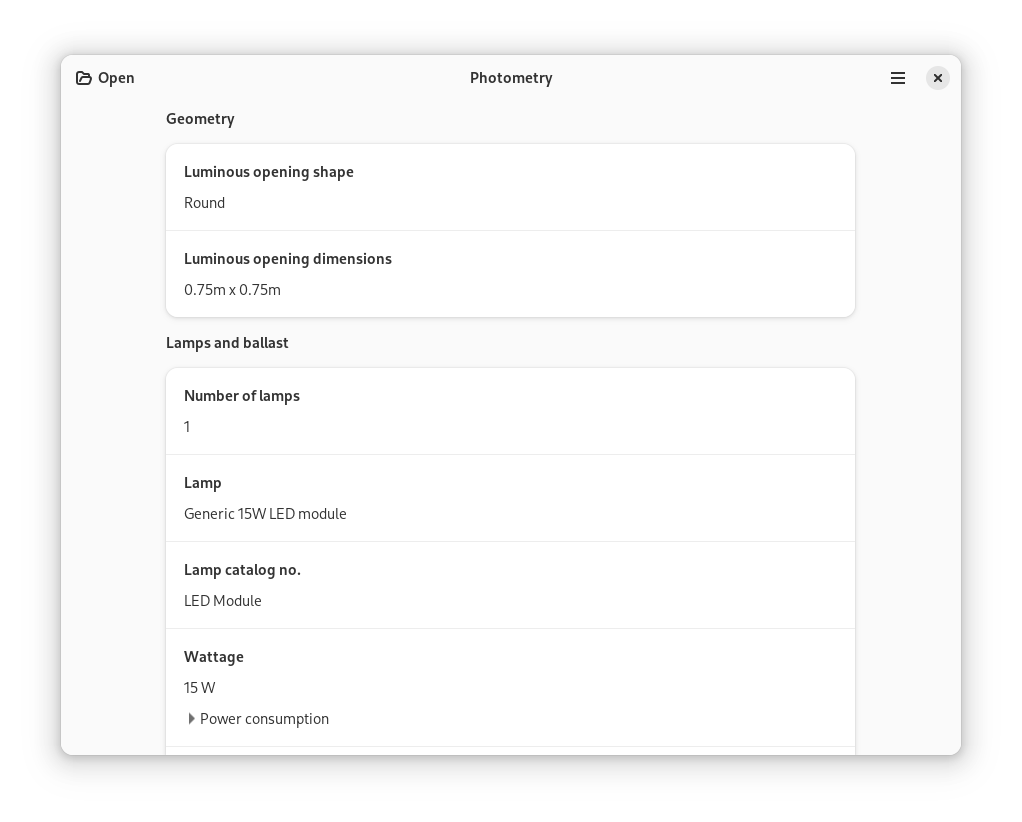 Open
Photometry
Geometry
Luminous opening shape
Round
Luminous opening dimensions
0.75m x 0.75m
Lamps and ballast
Number of lamps
1
Lamp
Generic 15W LED module
Lamp catalog no.
LED Module
Wattage
15 W
Power consumption